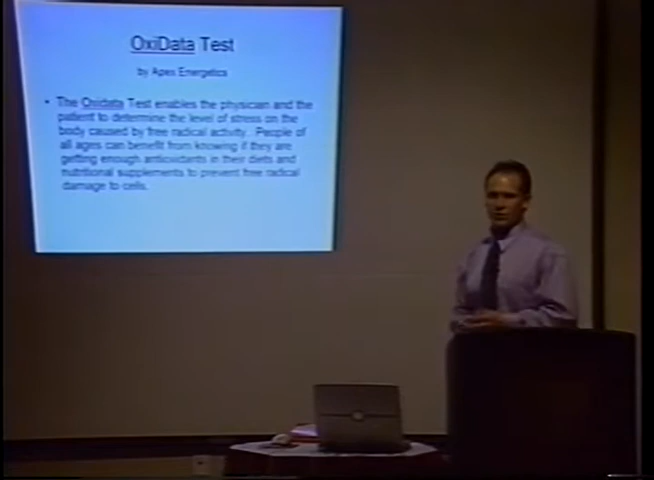 OxiData Test
by Apex Energetics
• The Oxidata Test enables the physician and the
patient to determine the level of stress on the
body caused by free radical activity. People of
all ages can benefit from knowing if they are
getting enough antioxidants in their diets and
nutritional supplements to prevent free radical
damage to cells.